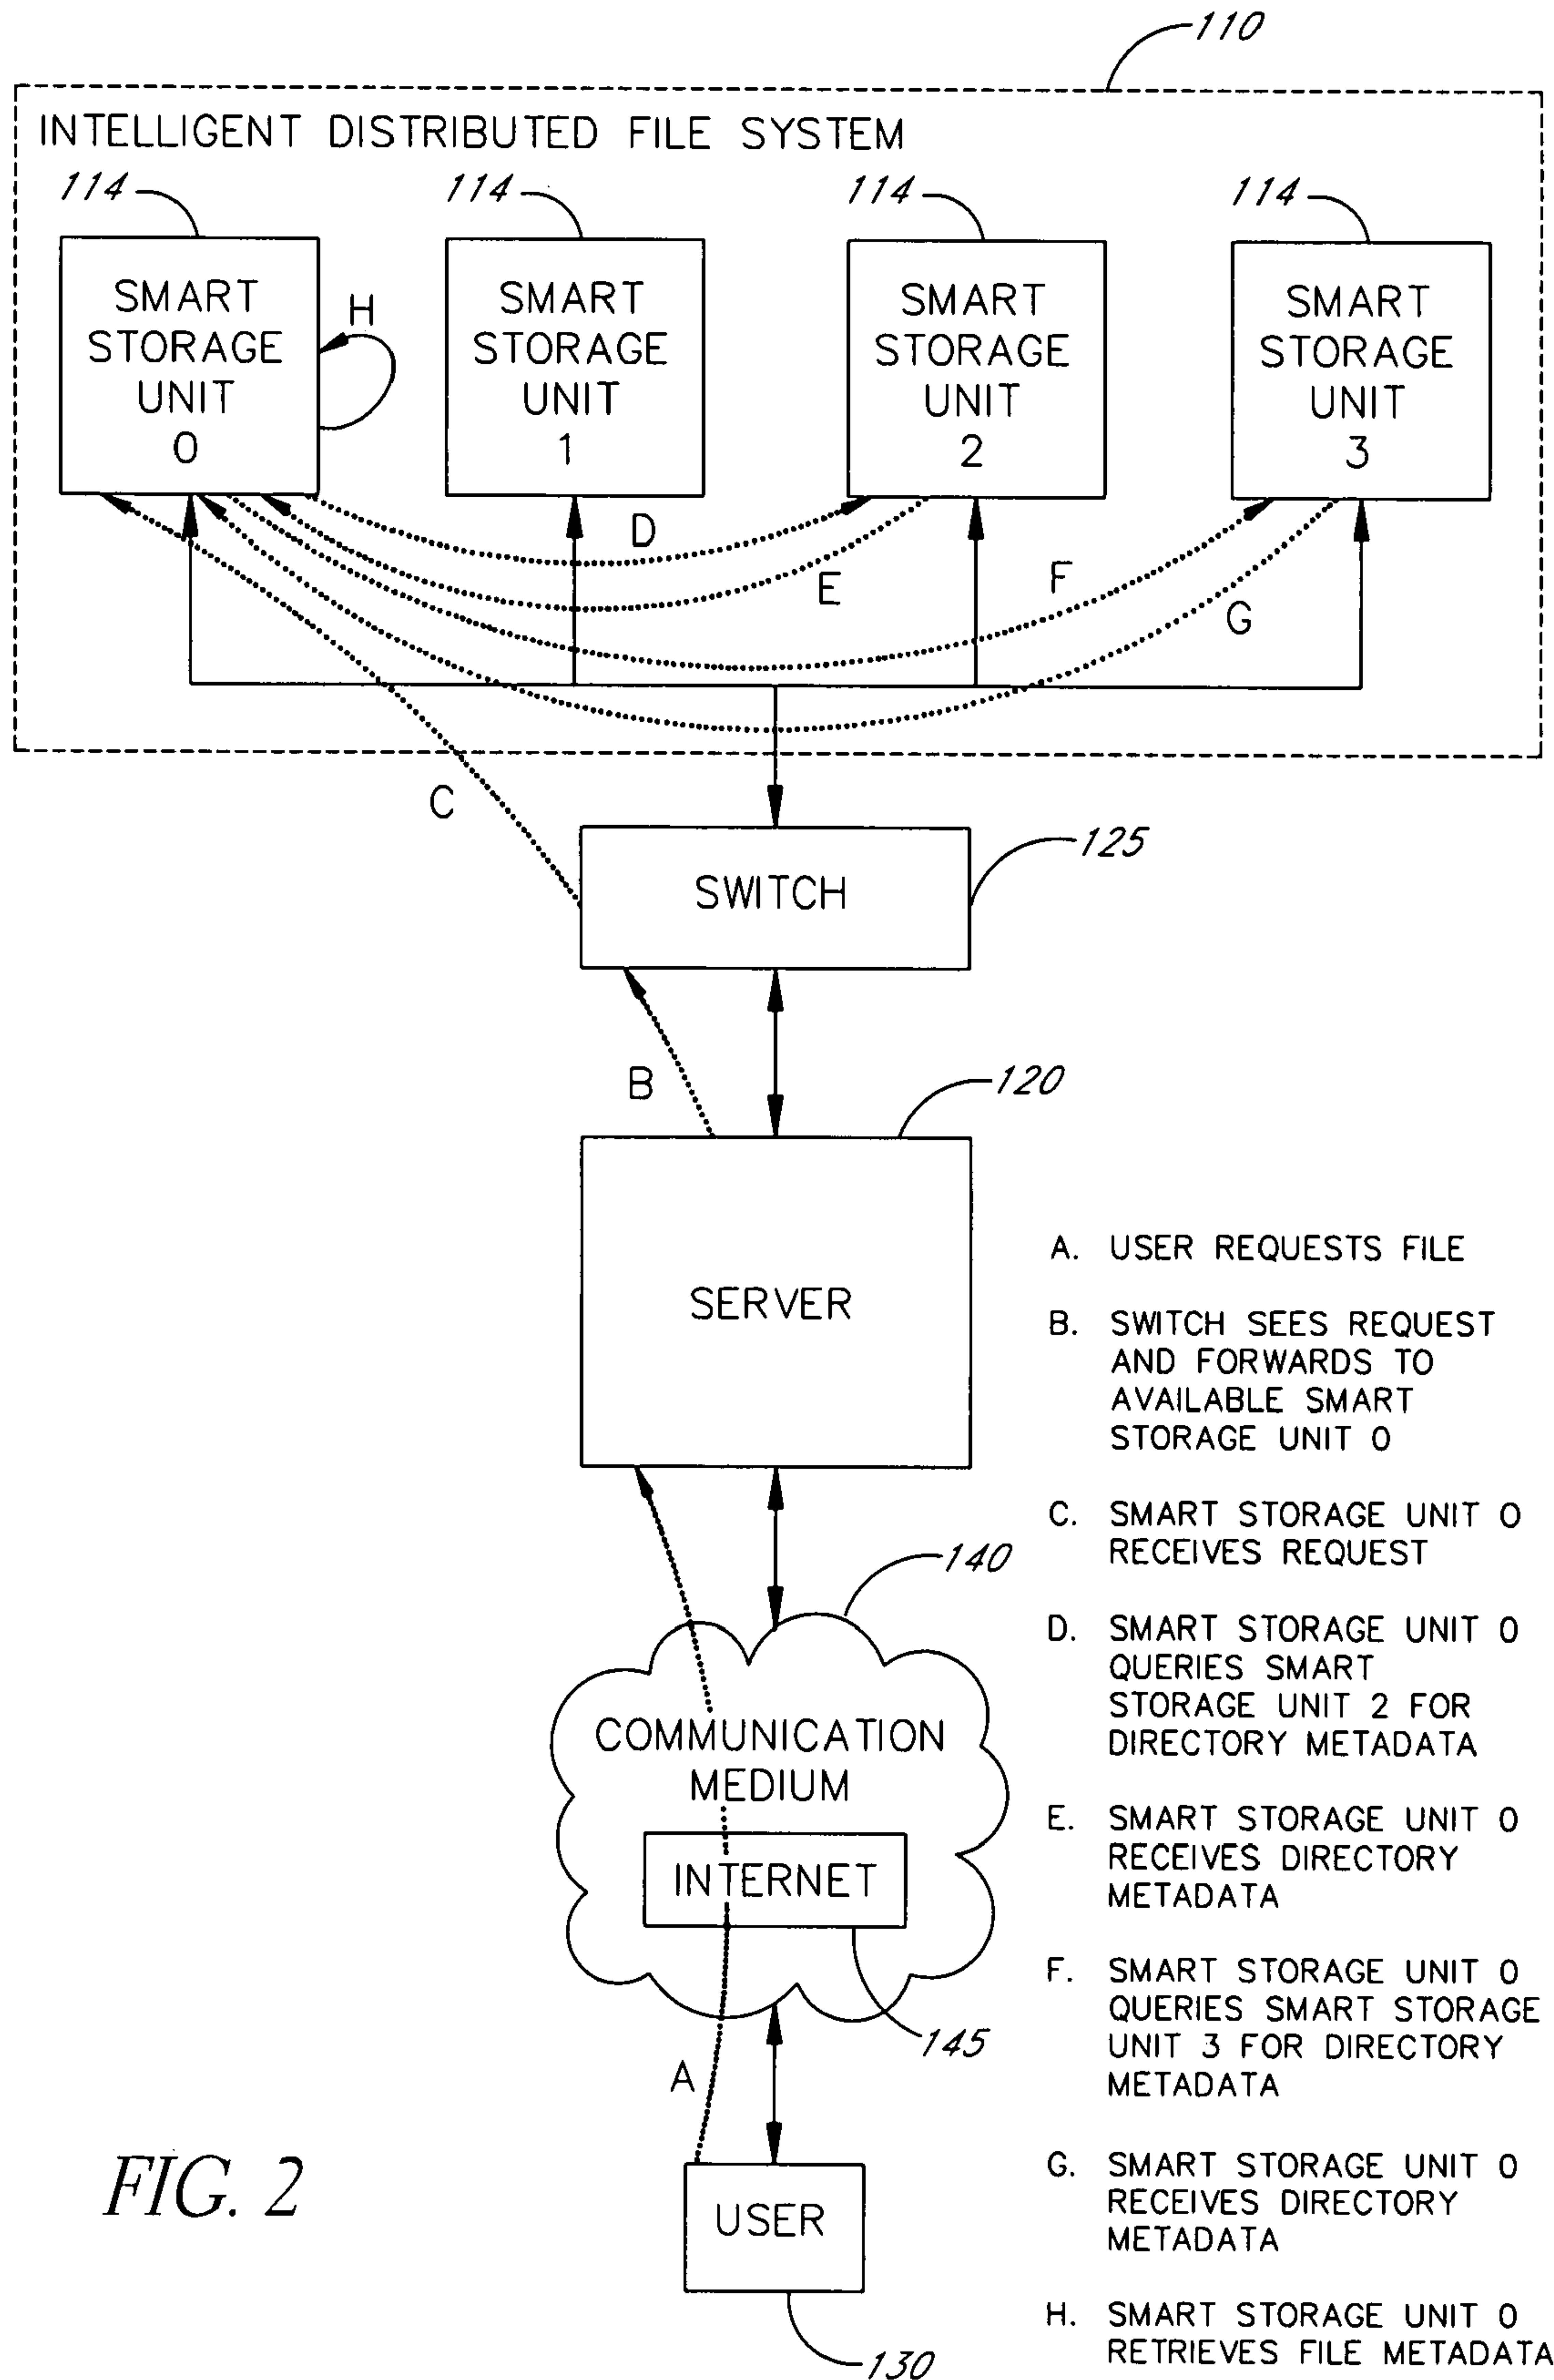 110
INTELLIGENT DISTRIBUTED FILE SYSTEM
114
114
114
114
SMART
STORAGE
UNIT
0
H
SMART
STORAGE
UNIT
1
SMART
STORAGE
UNIT
2
SMART
STORAGE
UNIT
3
D
E
F
G
C
SWITCH
125
B
120
SERVER
140
COMMUNICATION
MEDIUM
INTERNET
145
A
USER
130
A. USER REQUESTS FILE
B. SWITCH SEES REQUEST
AND FORWARDS TO
AVAILABLE SMART
STORAGE UNIT 0
C. SMART STORAGE UNIT 0
RECEIVES REQUEST
D. SMART STORAGE UNIT 0
QUERIES SMART
STORAGE UNIT 2 FOR
DIRECTORY METADATA
E. SMART STORAGE UNIT 0
RECEIVES DIRECTORY
METADATA
F. SMART STORAGE UNIT 0
QUERIES SMART STORAGE
UNIT 3 FOR DIRECTORY
METADATA
G. SMART STORAGE UNIT 0
RECEIVES DIRECTORY
METADATA
H. SMART STORAGE UNIT 0
RETRIEVES FILE METADATA
FIG. 2